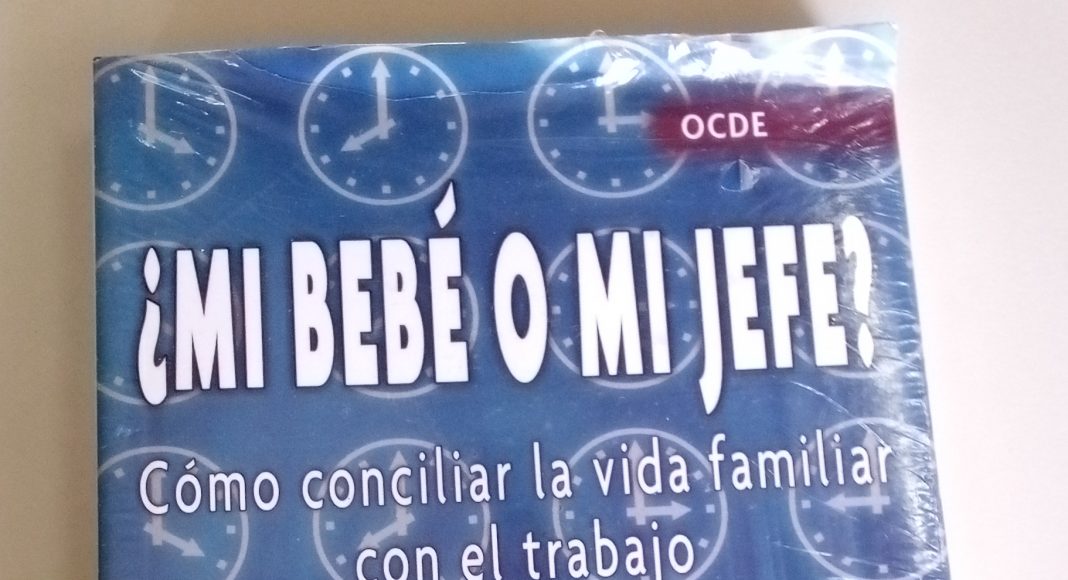 OCDE
¿MI BEBÉ O MI JEFE?
Cómo conciliar la vida familiar
con el trabajo